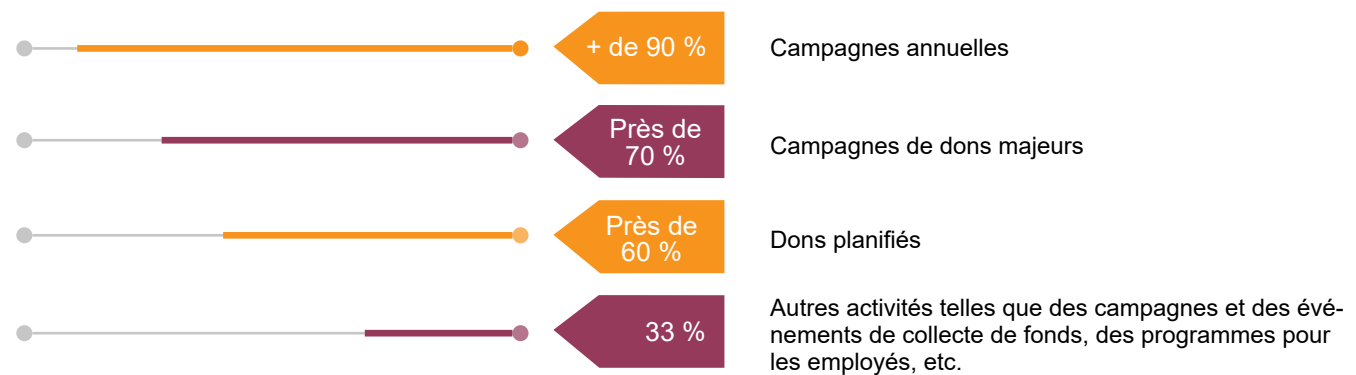 + de 90 %
Campagnes annuelles
Près de
70 %
Campagnes de dons majeurs
Près de
60 %
Dons planifiés
33 %
Autres activités telles que des campagnes et des évé-
nements de collecte de fonds, des programmes pour
les employés, etc.